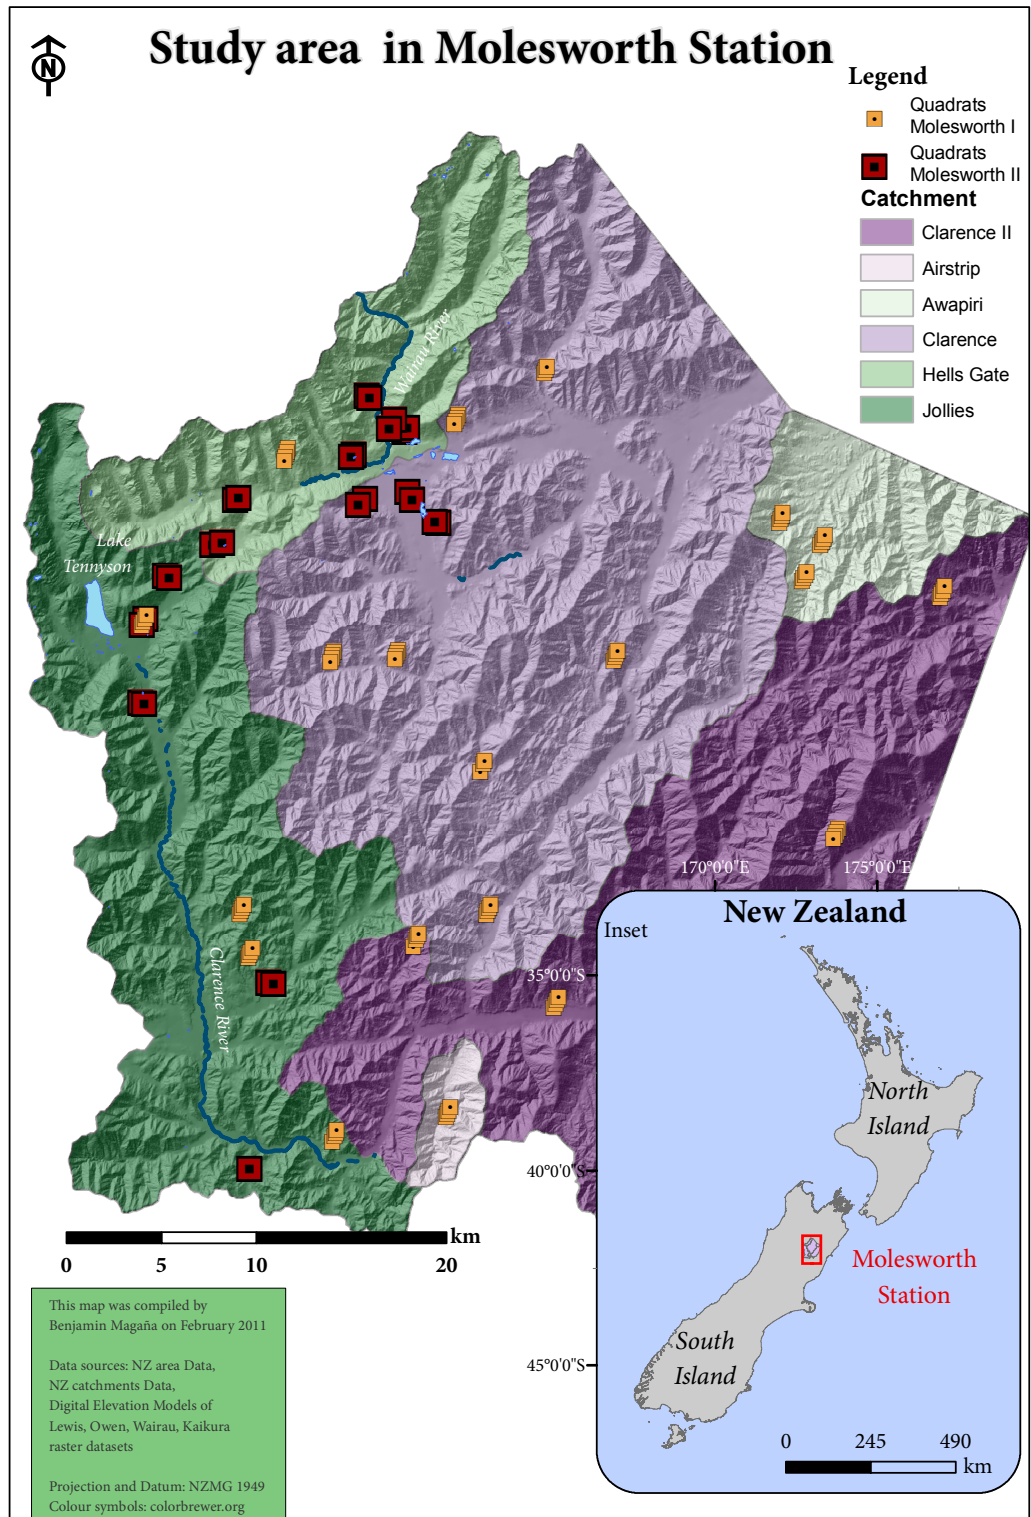 N
Study area in Molesworth Station
Legend
Quadrats
Molesworth I
Quadrats
Molesworth II
Catchment
Clarence II
Airstrip
Awapiri
Clarence
Hells Gate
Jollies
Wairau River
Lake
Tennyson
Clarence River
170°0'0"E
175°0'0"E
35°0'0"S
40°0'0"S
45°0'0"S
New Zealand
Inset
North
Island
Molesworth
Station
South
Island
0 245 490
km
km
0 5 10 20
This map was compiled by
Benjamin Magaña on February 2011
Data sources: NZ area Data,
NZ catchments Data,
Digital Elevation Models of
Lewis, Owen, Wairau, Kaikura
raster datasets
Projection and Datum: NZMG 1949
Colour symbols: colorbrewer.org